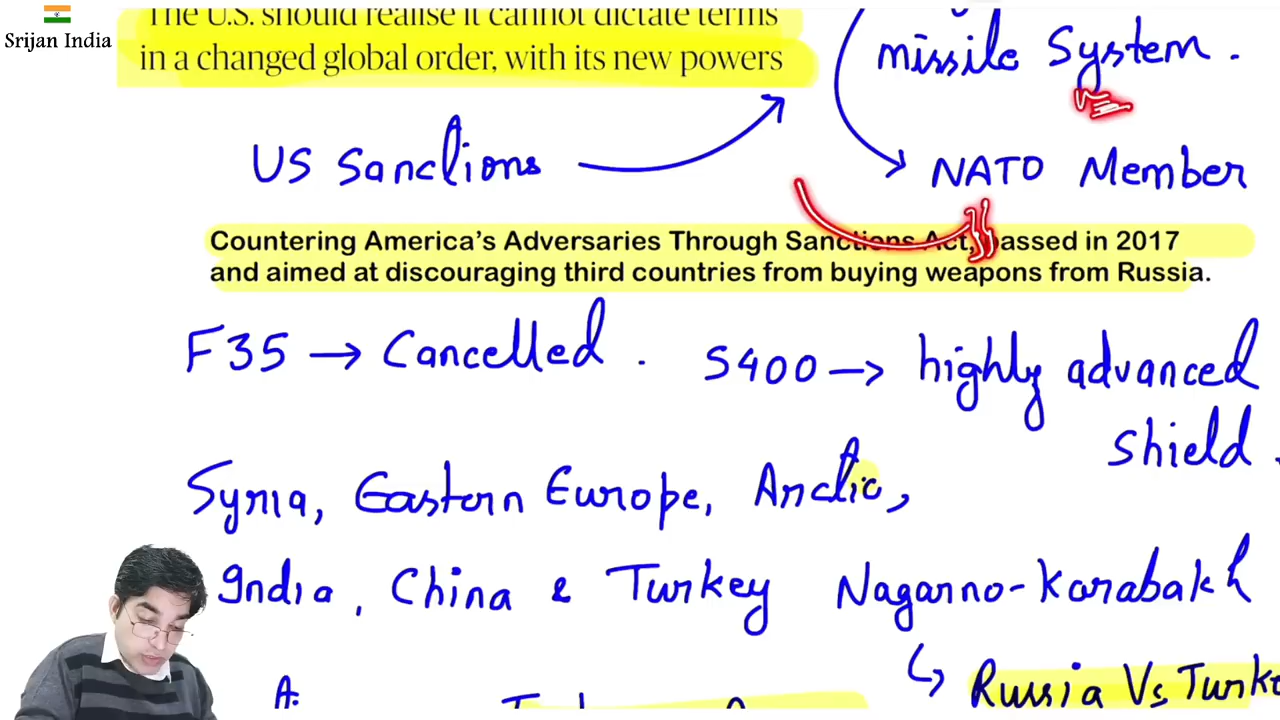 The U.S. should realise it cannot dictate terms
in a changed global order, with its new powers
Srijan India
missile System.
US Sanctions
NATO Member
Countering America's Adversaries Through Sanctions Act, passed in 2017
and aimed at discouraging third countries from buying weapons from Russia.
F35 → Cancelled. S400 → highly advanced
shield.
Syria, Eastern Europe, Arctic,
India, China & Turkey Nagarno-Karabakh
↳ Russia Vs Turke